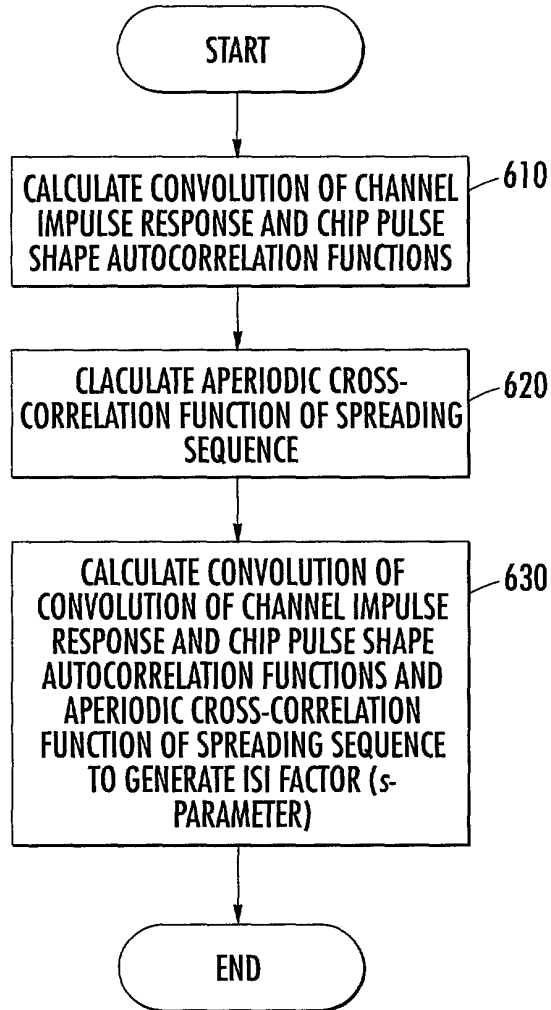 START
CALCULATE CONVOLUTION OF CHANNEL
IMPULSE RESPONSE AND CHIP PULSE
SHAPE AUTOCORRELATION FUNCTIONS
610
CLACULATE APERIODIC CROSS-
CORRELATION FUNCTION OF SPREADING
SEQUENCE
620
CALCULATE CONVOLUTION OF
CONVOLUTION OF CHANNEL IMPULSE
RESPONSE AND CHIP PULSE SHAPE
AUTOCORRELATION FUNCTIONS AND
APERIODIC CROSS-CORRELATION
FUNCTION OF SPREADING SEQUENCE
TO GENERATE ISI FACTOR (s-
PARAMETER)
630
END